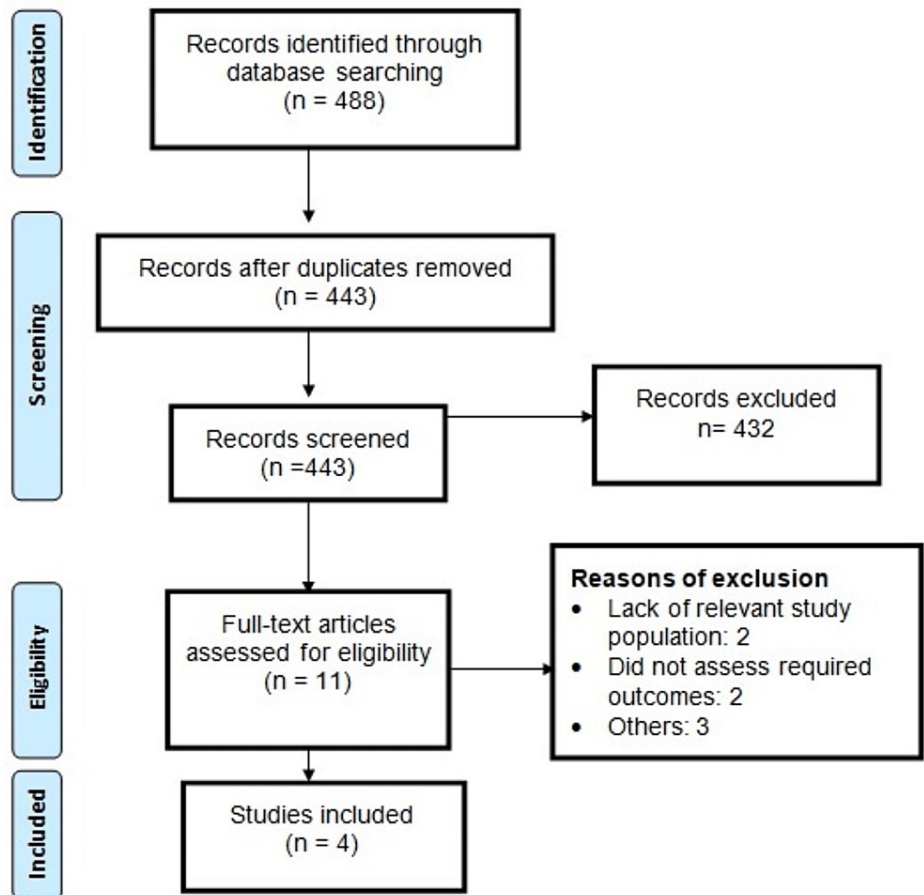 Identification
Records identified through
database searching
(n = 488)
Screening
Records after duplicates removed
(n = 443)
Records screened
(n =443)
Records excluded
n= 432
Eligibility
Full-text articles
assessed for eligibility
(n = 11)
Reasons of exclusion
• Lack of relevant study
population: 2
• Did not assess required
outcomes: 2
• Others: 3
Included
Studies included
(n = 4)